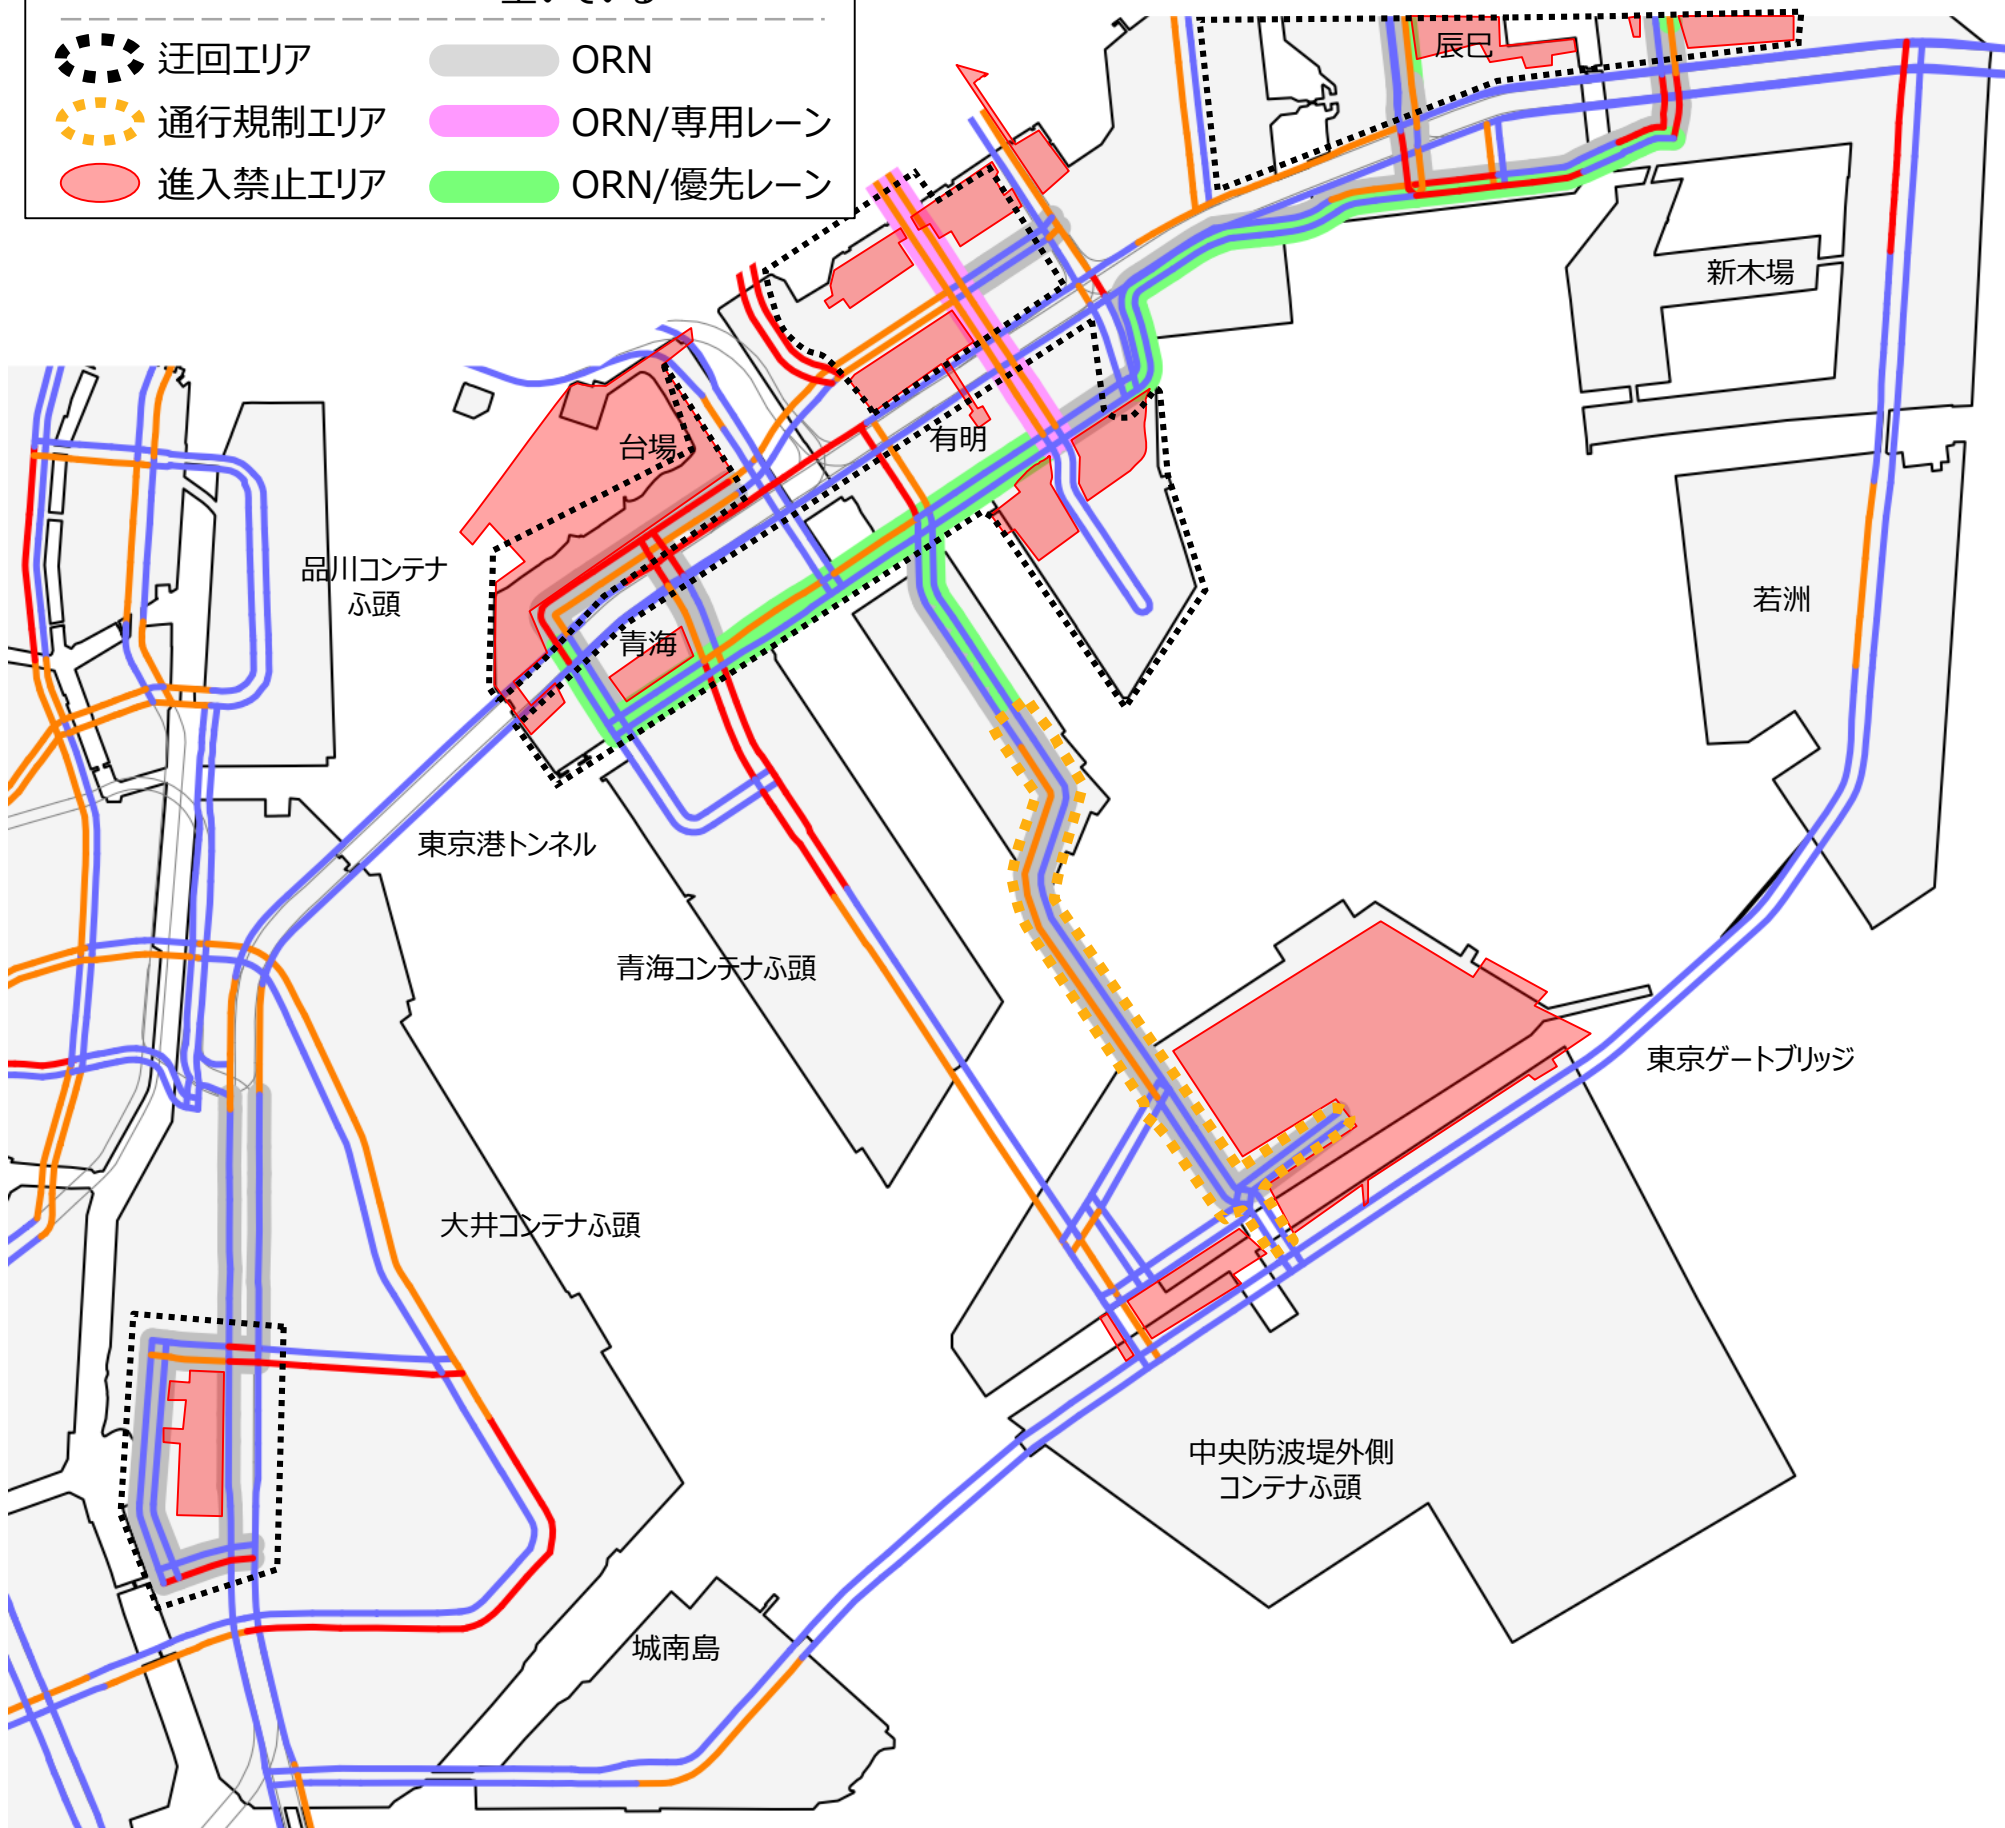 空いている
迂回エリア
ORN
通行規制エリア
ORN/専用レーン
進入禁止エリア
ORN/優先レーン
辰巳
新木場
台場
有明
品川コンテナ
ふ頭
若洲
青海
東京港トンネル
青海コンテナふ頭
東京ゲートブリッジ
大井コンテナふ頭
中央防波堤外側
コンテナふ頭
城南島